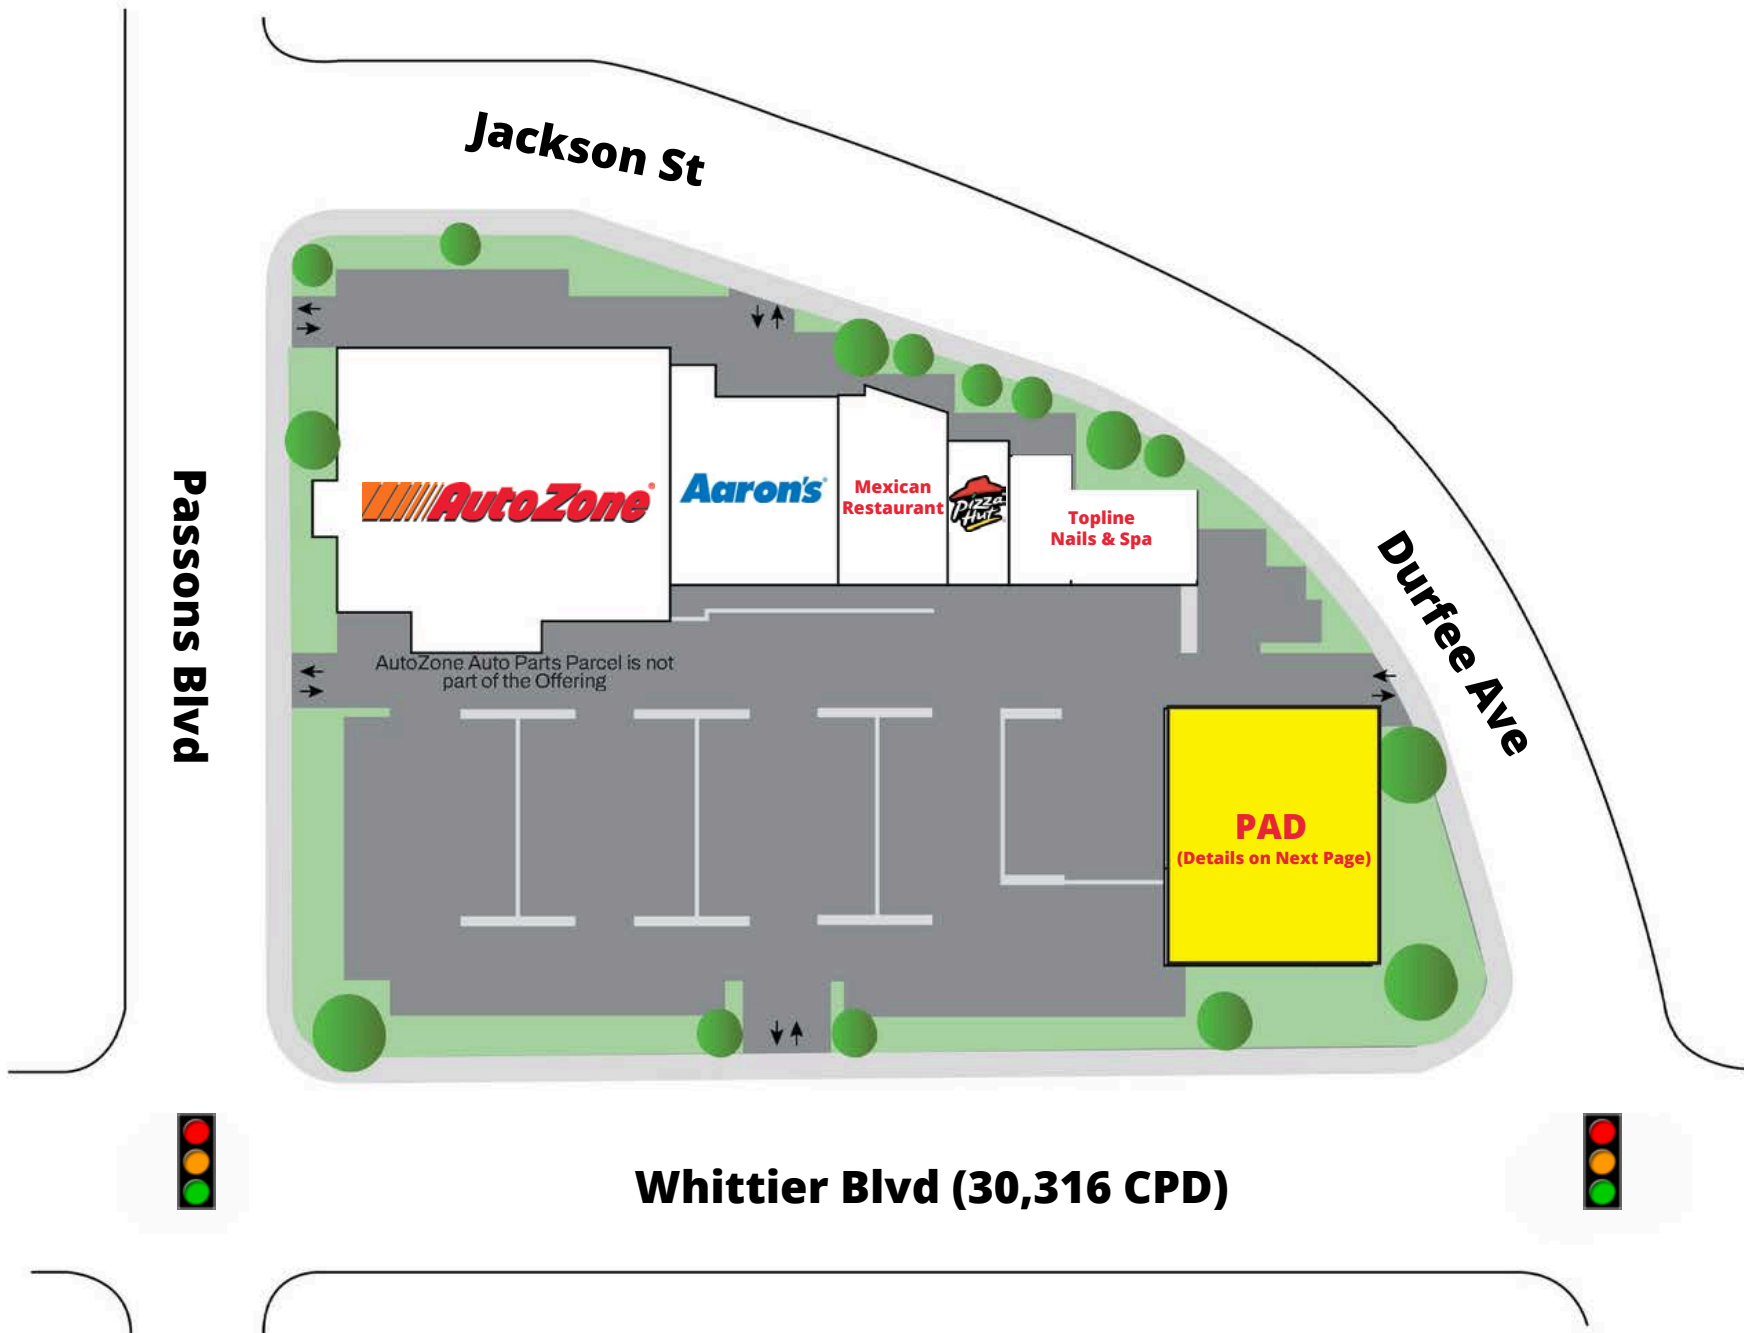 Jackson St
AutoZone
Aaron's
Mexican
Restaurant
Pizza
Hut
Topline
Nails & Spa
Passons Blvd
Durfee Ave
AutoZone Auto Parts Parcel is not
part of the Offering
PAD
(Details on Next Page)
Whittier Blvd (30,316 CPD)